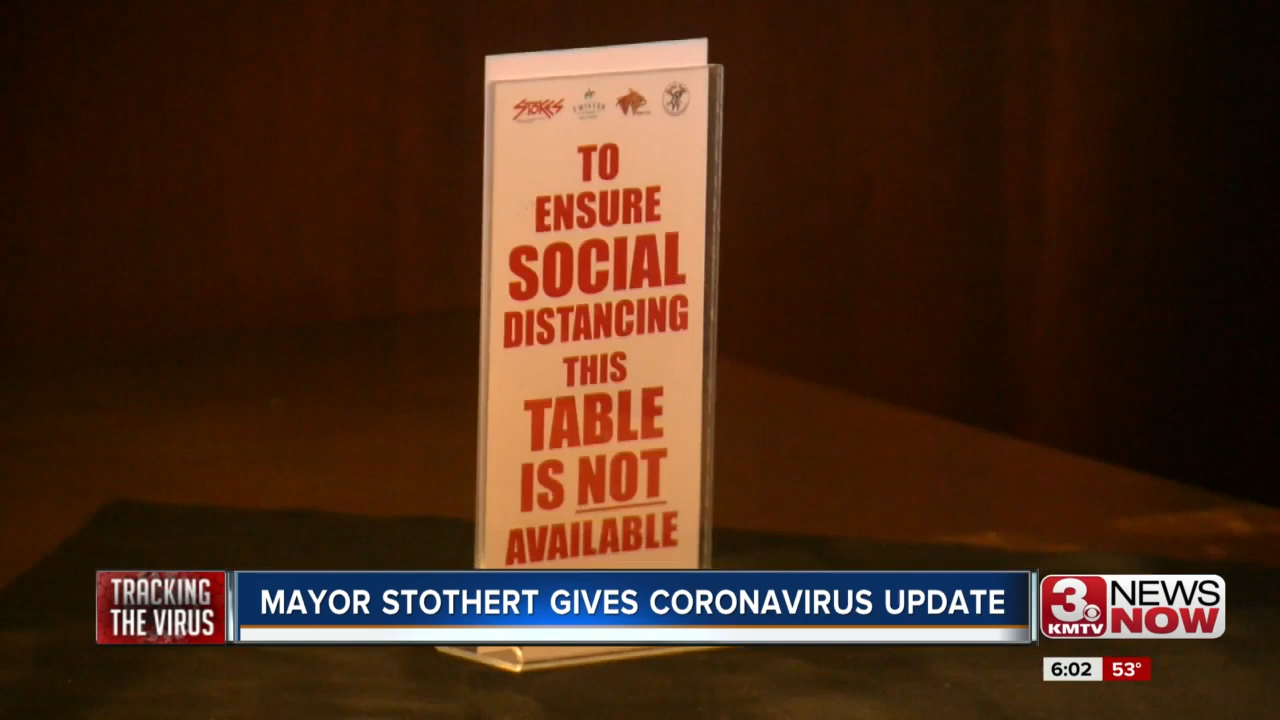 STOKES
TO
ENSURE
SOCIAL
DISTANCING
THIS
TABLE
IS NOT
AVAILABLE
TRACKING
THE VIRUS
MAYOR STOTHERT GIVES CORONAVIRUS UPDATE
3
KMTV
NEWS
NOW
6:02 53°